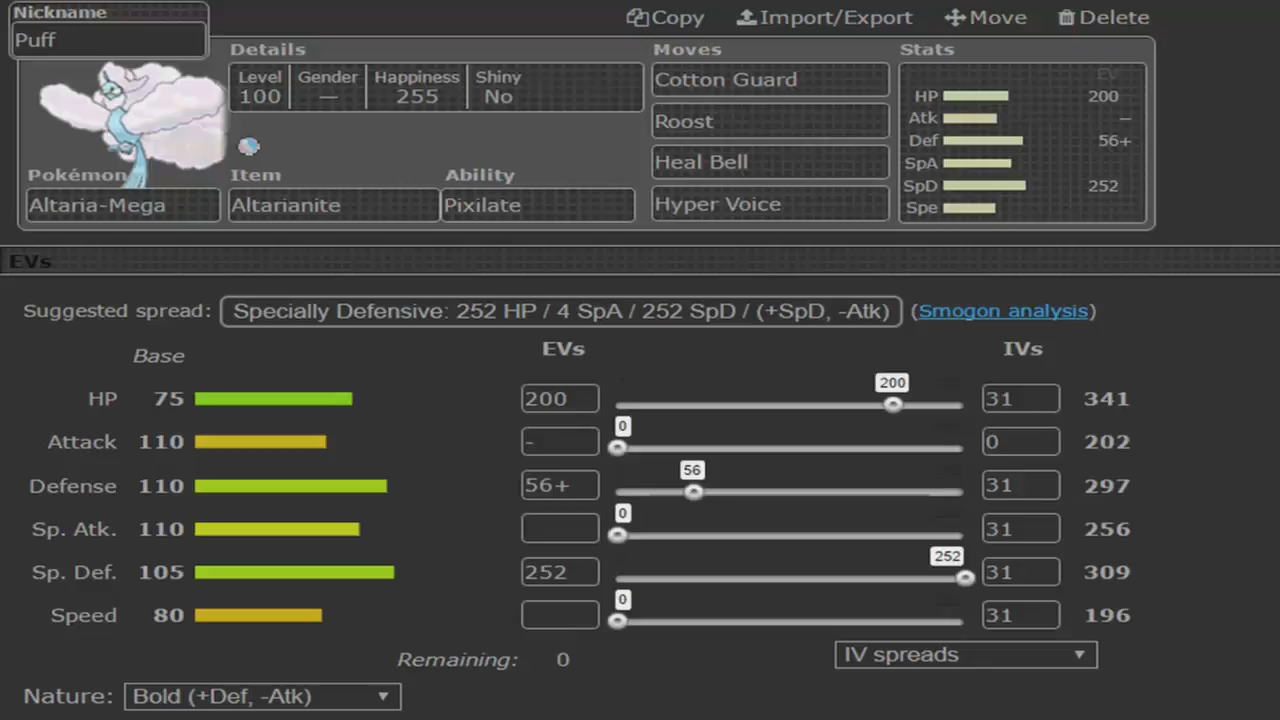 Nickname
Puff
Copy Import/Export Move Delete
Details Moves Stats
Level Gender Happiness Shiny
100 — 255 No
Cotton Guard
Roost
Heal Bell
Hyper Voice
EV
HP 200
Atk –
Def 56+
SpA
SpD 252
Spe
Pokémon Item Ability
Altaria-Mega Altarianite Pixilate
EVs
Suggested spread: Specially Defensive: 252 HP / 4 SpA / 252 SpD / (+SpD, -Atk) (Smogon analysis)
Base EVs IVs
HP 75 200 200 31 341
Attack 110 - 0 0 202
Defense 110 56+ 56 31 297
Sp. Atk. 110 0 31 256
Sp. Def. 105 252 252 31 309
Speed 80 0 31 196
Remaining: 0 IV spreads
Nature: Bold (+Def, -Atk)